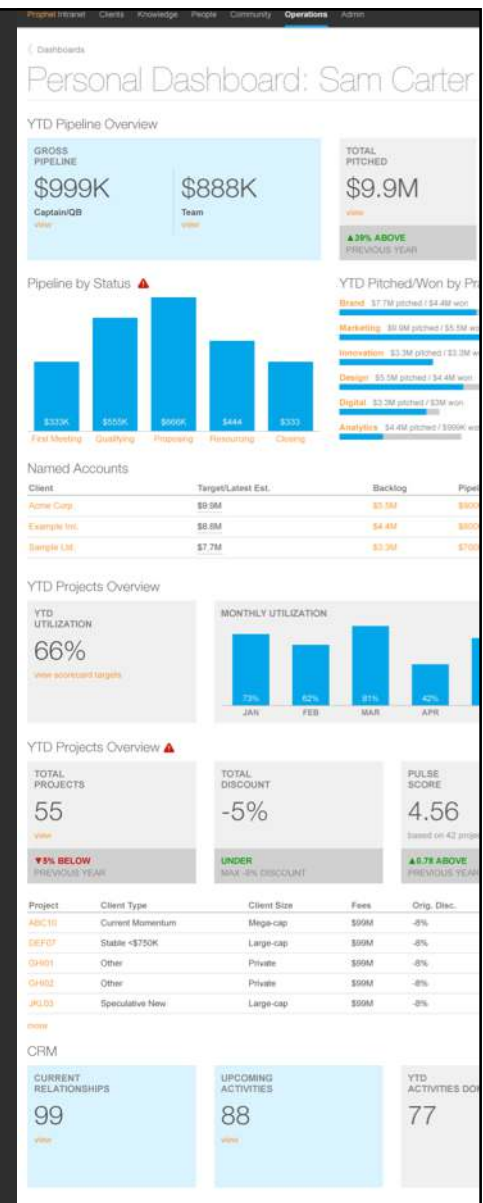 Prophet Intranet Clients Knowledge People Community Operations Admin
Dashboards
Personal Dashboard: Sam Carter
YTD Pipeline Overview
GROSS
PIPELINE
$999K
Captain/QB
view
$888K
Team
view
TOTAL
PITCHED
$9.9M
view
▲39% ABOVE
PREVIOUS YEAR
Pipeline by Status
$323K $555K $666K $444 $333
First Meeting Qualifying Proposing Resourcing Closing
YTD Pitched/Won by
Brand $7.7M pitched / $4.4M won
Marketing $9.9M pitched / $5.5M
Innovation $3.3M pitched / $3.3M
Design $5.5M pitched / $4.4M won
Digital $3.3M pitched / $3M won
Analytics $4.4M pitched / $999K
Named Accounts
Client Target/Latest Est. Backlog
Acme Corp. $9.9M $5.5M
Example Inc. $8.8M $4.4M
Sample Ltd. $7.7M $3.3M
YTD Projects Overview
YTD
UTILIZATION
66%
view scorecard targets
MONTHLY UTILIZATION
73% 62% 81% 42%
JAN FEB MAR APR
YTD Projects Overview
TOTAL
PROJECTS
55
view
▼5% BELOW
PREVIOUS YEAR
TOTAL
DISCOUNT
-5%
UNDER
MAX -8% DISCOUNT
PULSE
SCORE
4.56
based on 42
▲0.78 ABOVE
PREVIOUS YEAR
Project Client Type Client Size Fees Orig. Disc.
ABC10 Current Momentum Mega-cap $99M -8%
DEF07 Stable <$750K Large-cap $99M -8%
GHI01 Other Private $99M -8%
GHI02 Other Private $99M -8%
JKL03 Speculative New Large-cap $99M -8%
more
CRM
CURRENT
RELATIONSHIPS
99
view
UPCOMING
ACTIVITIES
88
view
YTD
ACTIVITIES
77